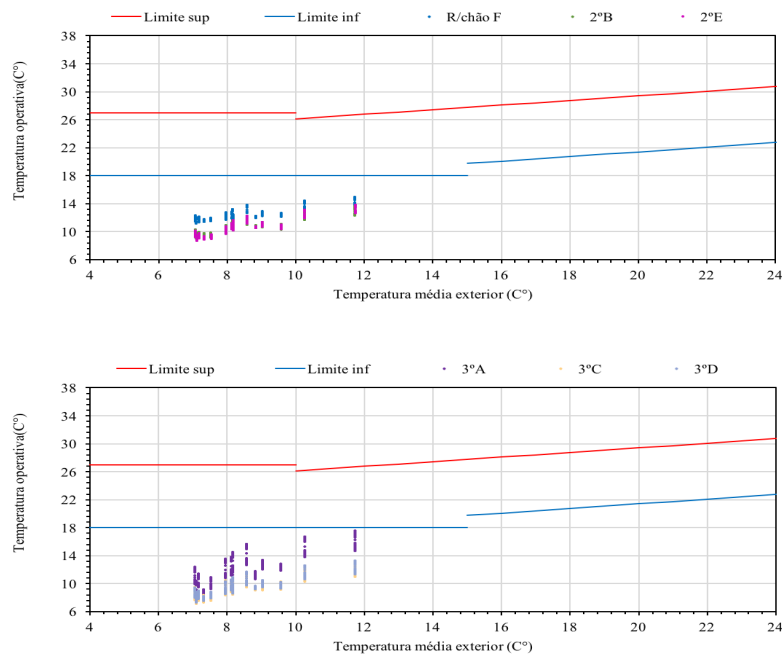 Limite sup Limite inf R/chão F 2ºB 2ºE
38
34
30
26
22
18
14
10
6
Temperatura operativa(C°)
4 6 8 10 12 14 16 18 20 22 24
Temperatura média exterior (C°)
Limite sup Limite inf 3ºA 3ºC 3ºD
38
34
30
26
22
18
14
10
6
Temperatura operativa(C°)
4 6 8 10 12 14 16 18 20 22 24
Temperatura média exterior (C°)